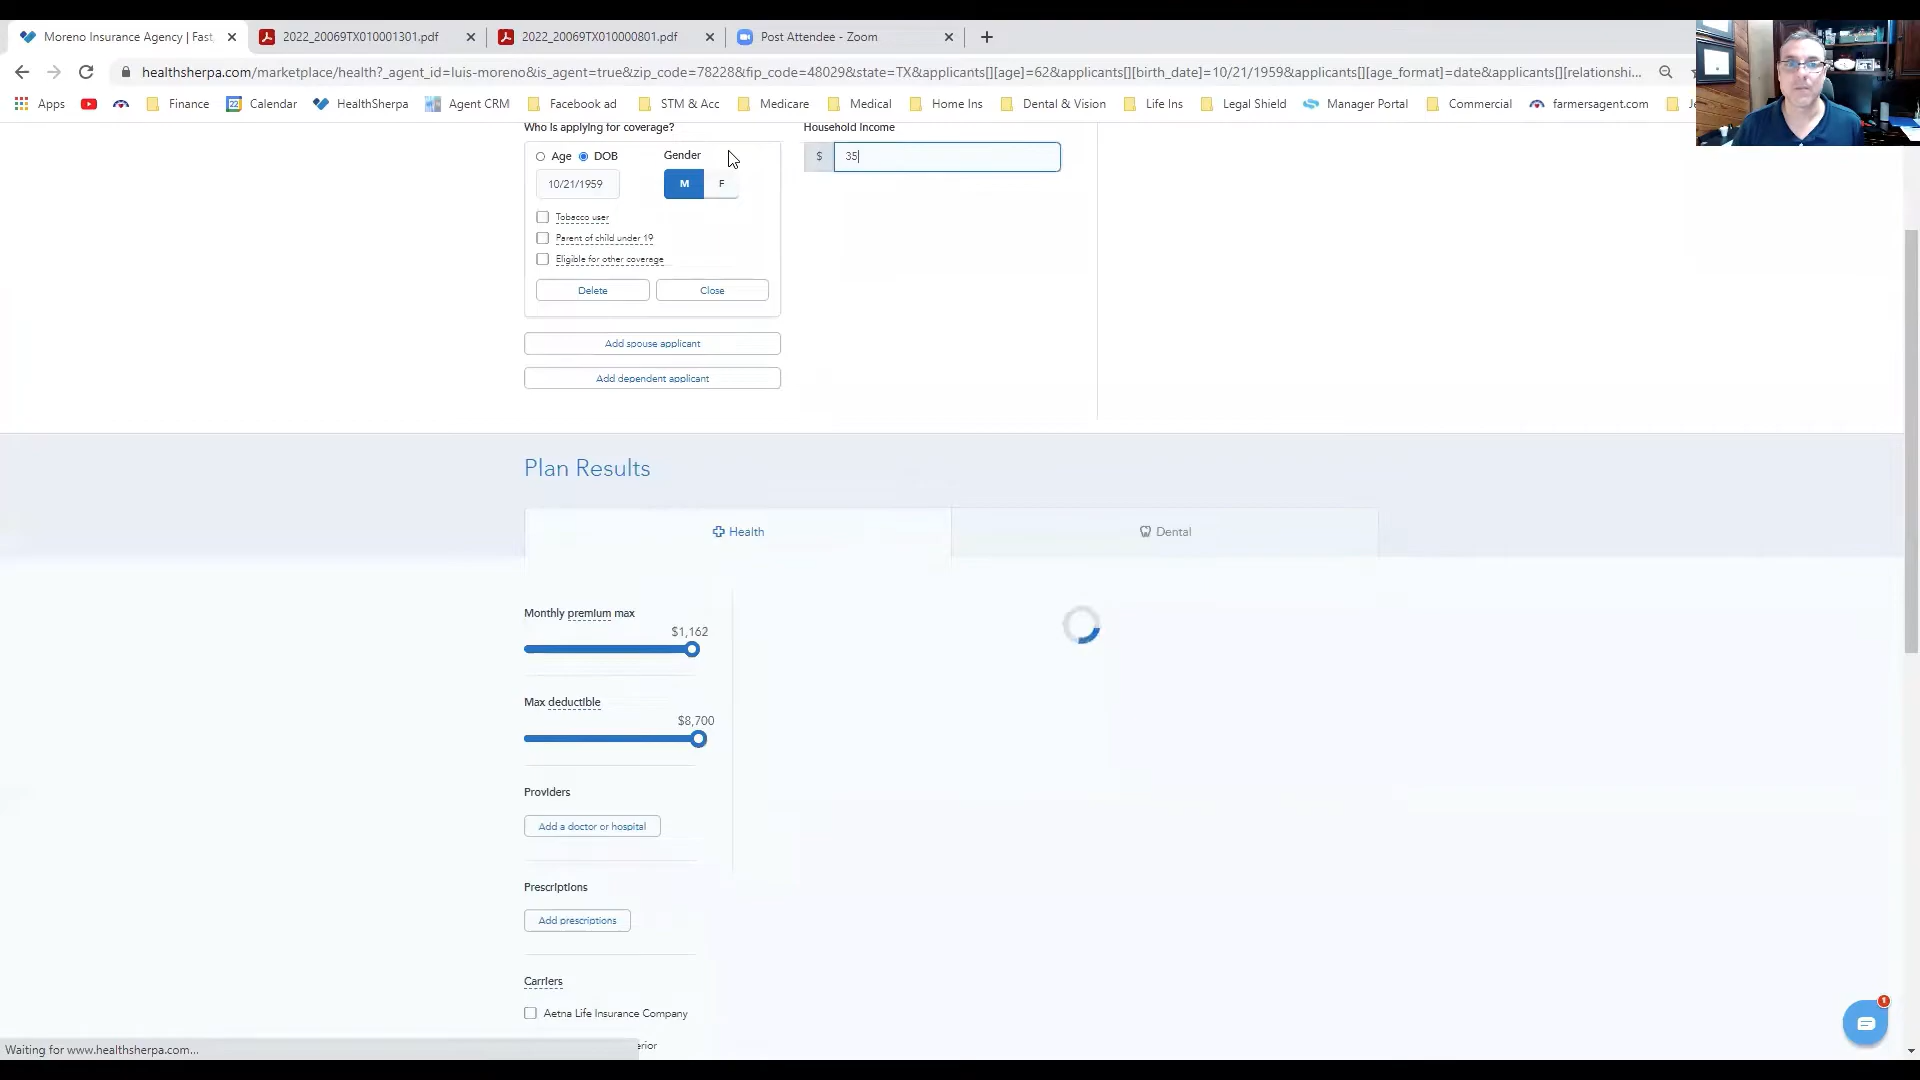 Moreno Insurance Agency | Fast,
2022_20069TX010001301.pdf
2022_20069TX010000801.pdf
Post Attendee - Zoom
healthsherpa.com/marketplace/health?_agent_id=luis-moreno&is_agent=true&zip_code=78228&fip_code=48029&state=TX&applicants[][age]=62&applicants[][birth_date]=10/21/1959&applicants[][age_format]=date&applicants[][relationshi...
Apps
Finance
22 Calendar
HealthSherpa
Agent CRM
Facebook ad
STM & Acc
Medicare
Medical
Home Ins
Dental & Vision
Life Ins
Legal Shield
Manager Portal
Commercial
farmersagent.com
Je
Who is applying for coverage?
Household Income
Age DOB Gender
$ 35
10/21/1959 M F
Tobacco user
Parent of child under 19
Eligible for other coverage
Delete Close
Add spouse applicant
Add dependent applicant
Plan Results
Health Dental
Monthly premium max
$1,162
Max deductible
$8,700
Providers
Add a doctor or hospital
Prescriptions
Add prescriptions
Carriers
Aetna Life Insurance Company
1
erior
Waiting for www.healthsherpa.com...